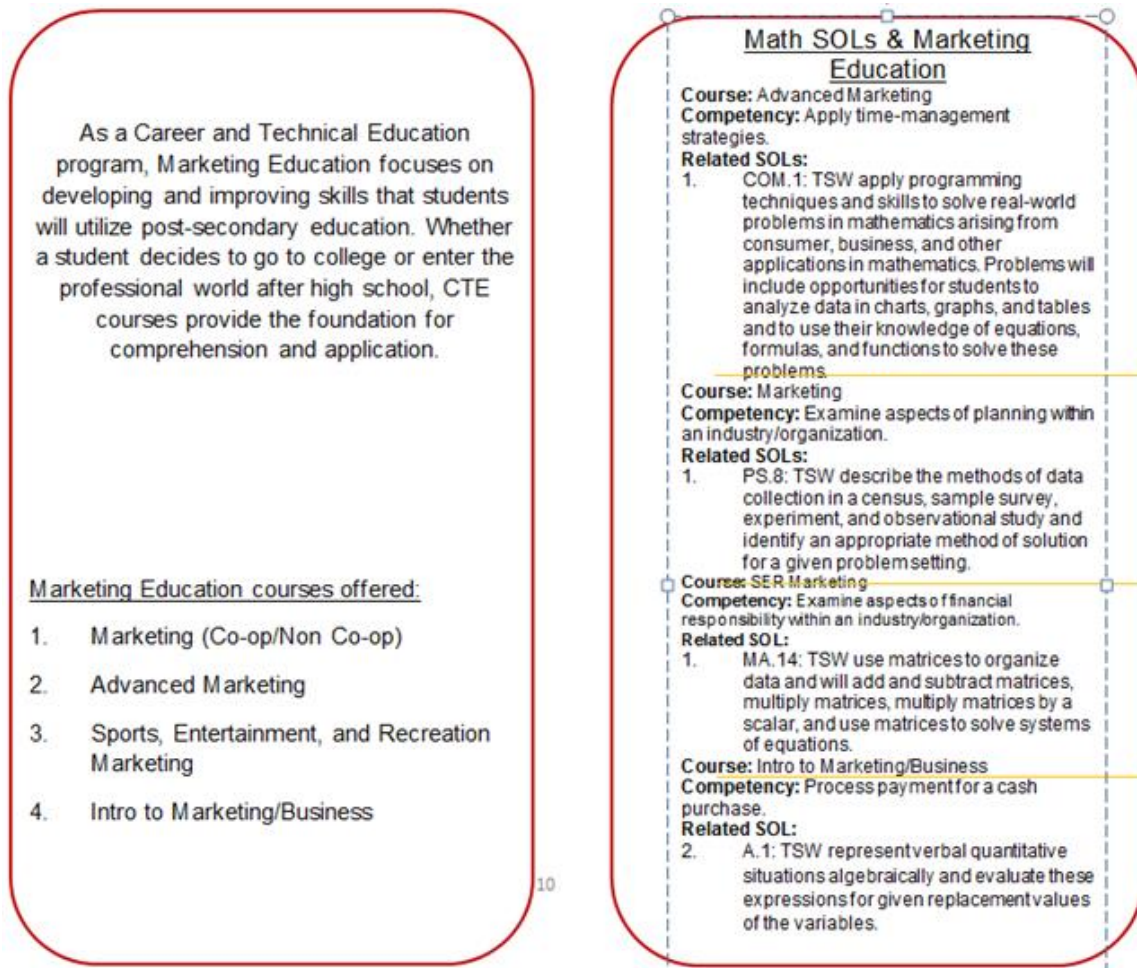 As a Career and Technical Education
program, Marketing Education focuses on
developing and improving skills that students
will utilize post-secondary education. Whether
a student decides to go to college or enter the
professional world after high school, CTE
courses provide the foundation for
comprehension and application.
Marketing Education courses offered:
1. Marketing (Co-op/Non Co-op)
2. Advanced Marketing
3. Sports, Entertainment, and Recreation
Marketing
4. Intro to Marketing/Business
10
Math SOLs & Marketing
Education
Course: Advanced Marketing
Competency: Apply time-management
strategies.
Related SOLs:
1. COM.1: TSW apply programming
techniques and skills to solve real-world
problems in mathematics arising from
consumer, business, and other
applications in mathematics. Problems will
include opportunities for students to
analyze data in charts, graphs, and tables
and to use their knowledge of equations,
formulas, and functions to solve these
problems.
Course: Marketing
Competency: Examine aspects of planning within
an industry/organization.
Related SOLs:
1. PS.8: TSW describe the methods of data
collection in a census, sample survey,
experiment, and observational study and
identify an appropriate method of solution
for a given problem setting.
Course: SER Marketing
Competency: Examine aspects of financial
responsibility within an industry/organization.
Related SOL:
1. MA.14: TSW use matrices to organize
data and will add and subtract matrices,
multiply matrices, multiply matrices by a
scalar, and use matrices to solve systems
of equations.
Course: Intro to Marketing/Business
Competency: Process payment for a cash
purchase.
Related SOL:
2. A.1: TSW represent verbal quantitative
situations algebraically and evaluate these
expressions for given replacement values
of the variables.